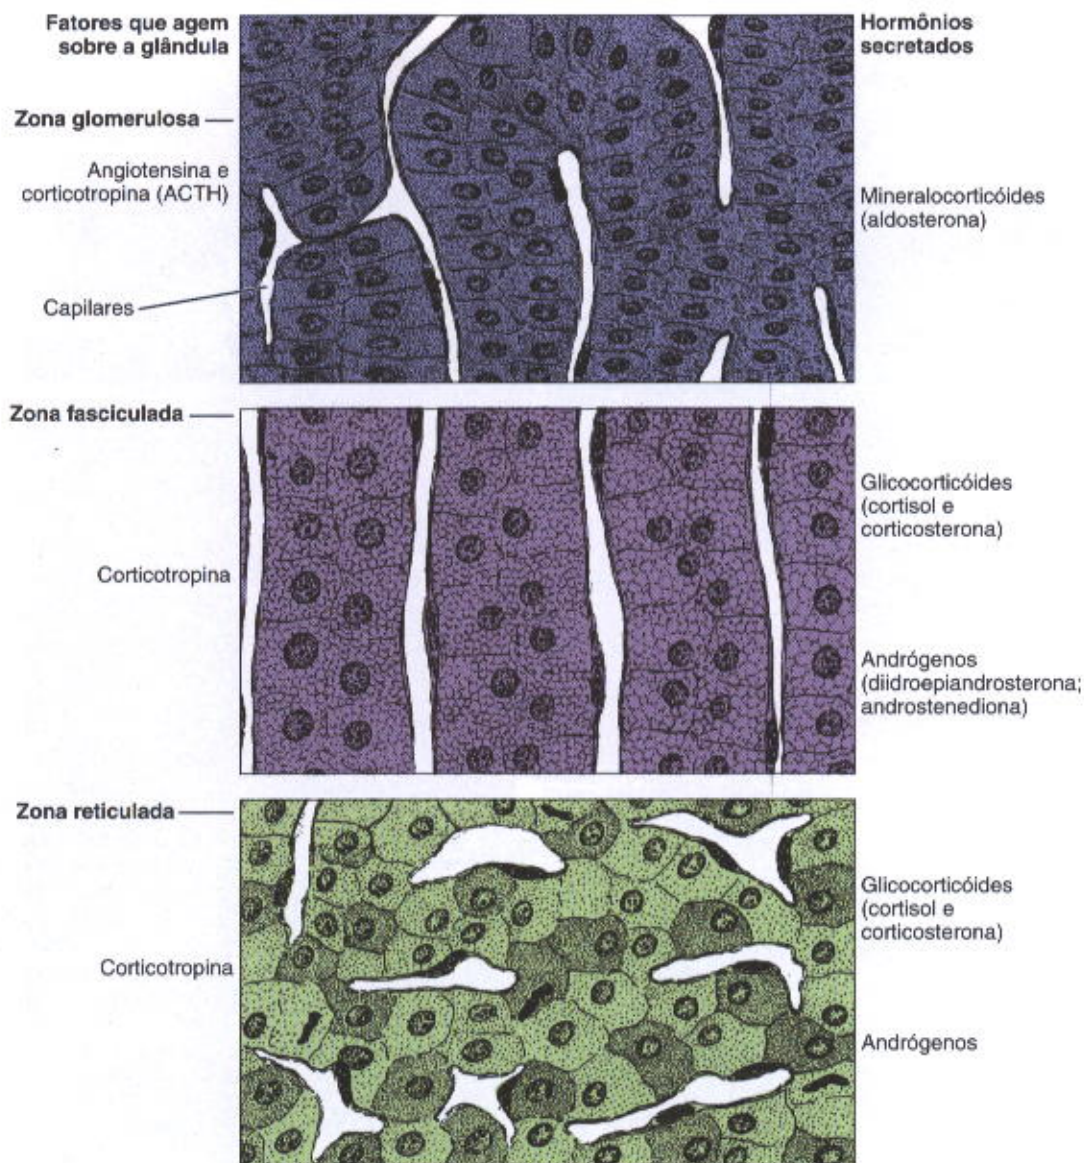 Fatores que agem
sobre a glândula
Hormônios
secretados
Zona glomerulosa
Angiotensina e
corticotropina (ACTH)
Mineralocorticóides
(aldosterona)
Capilares
Zona fasciculada
Glicocorticóides
(cortisol e
corticosterona)
Corticotropina
Andrógenos
(diidroepiandrosterona;
androstenediona)
Zona reticulada
Glicocorticóides
(cortisol e
corticosterona)
Corticotropina
Andrógenos